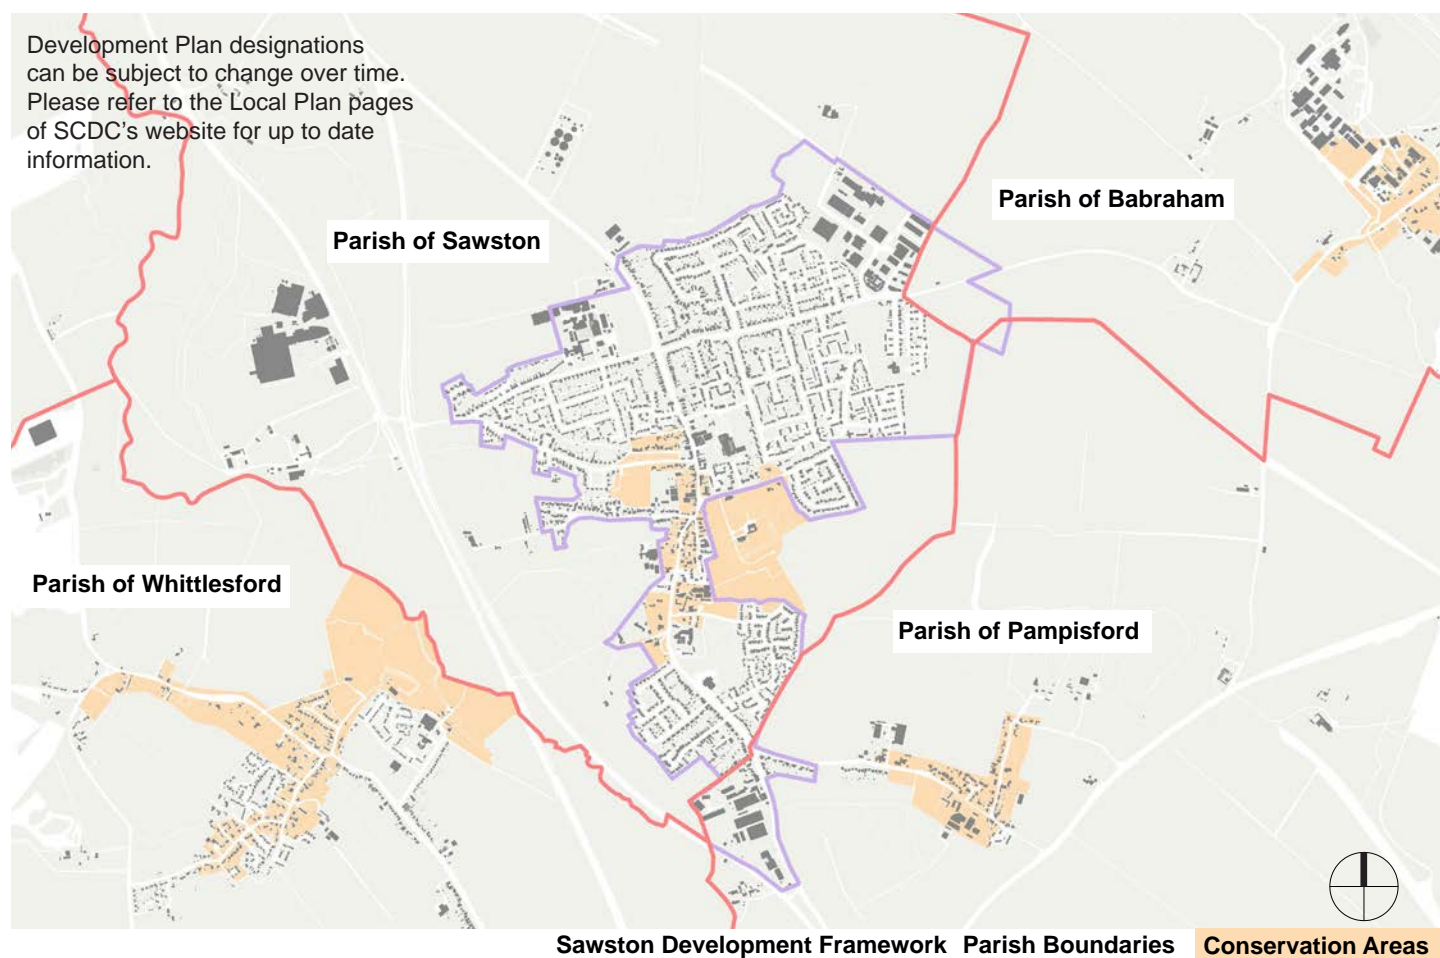 Development Plan designations
can be subject to change over time.
Please refer to the Local Plan pages
of SCDC's website for up to date
information.
Parish of Babraham
Parish of Sawston
Parish of Whittlesford
Parish of Pampisford
Sawston Development Framework Parish Boundaries Conservation Areas